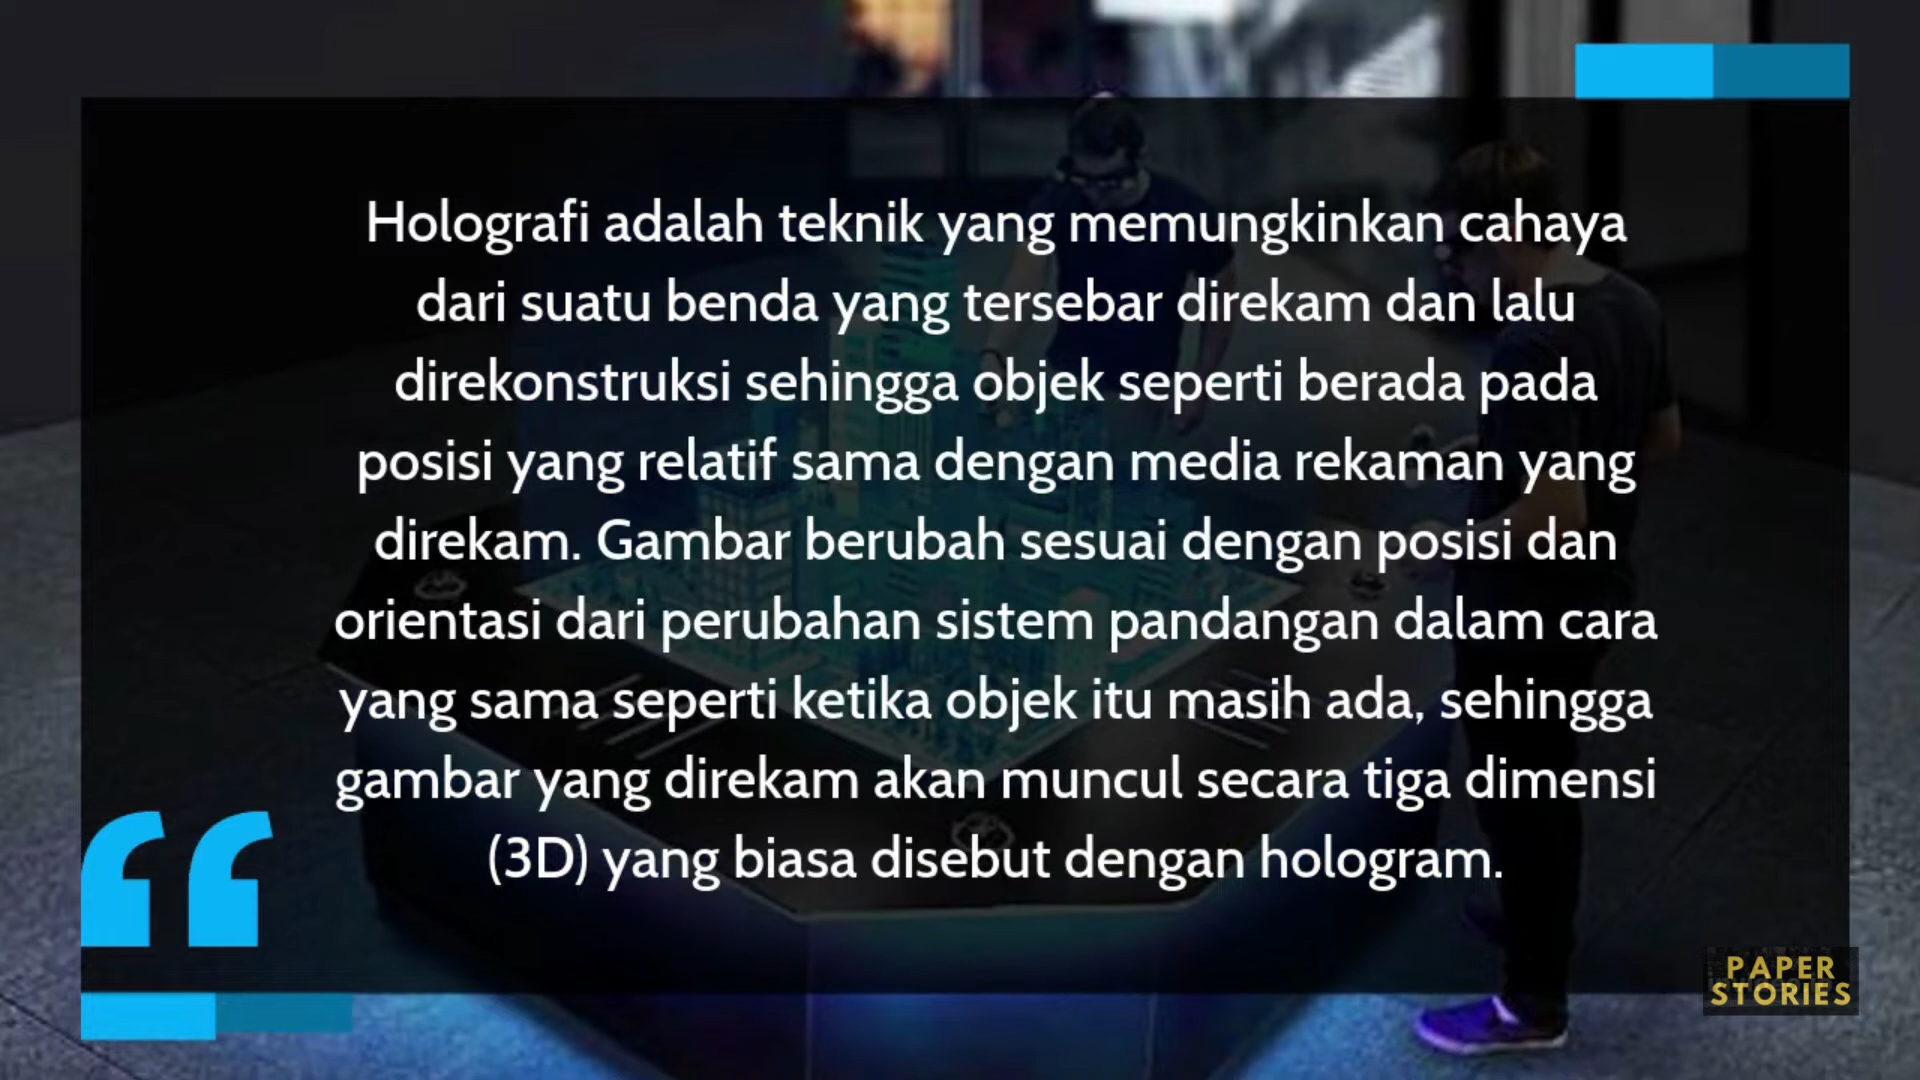 Holografi adalah teknik yang memungkinkan cahaya
dari suatu benda yang tersebar direkam dan lalu
direkonstruksi sehingga objek seperti berada pada
posisi yang relatif sama dengan media rekaman yang
direkam. Gambar berubah sesuai dengan posisi dan
orientasi dari perubahan sistem pandangan dalam cara
yang sama seperti ketika objek itu masih ada, sehingga
gambar yang direkam akan muncul secara tiga dimensi
(3D) yang biasa disebut dengan hologram.
PAPER
STORIES